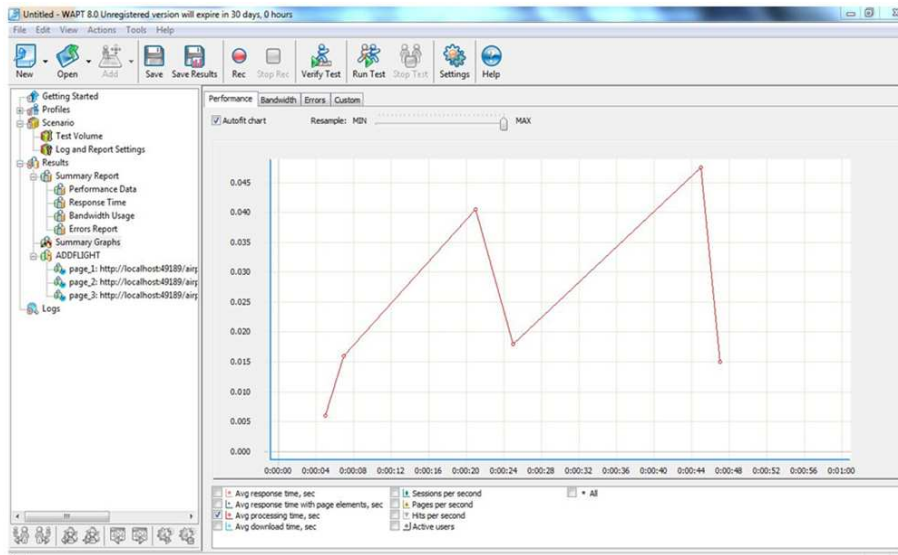 Untitled - WAPT 8.0 Unregistered version will expire in 30 days, 0 hours
File Edit View Actions Tools Help
New Open Add Save Save Results Rec Stop Rec Verify Test Run Test Stop Test Settings Help
Getting Started
Profiles
Scenario
Test Volume
Log and Report Settings
Results
Summary Report
Performance Data
Response Time
Bandwidth Usage
Errors Report
Summary Graphs
ADDFLIGHT
page_1: http://localhost:49189/airp
page_2: http://localhost:49189/airp
page_3: http://localhost:49189/airp
Logs
Performance Bandwidth Errors Custom
Autofit chart Resample: MIN MAX
0.045
0.040
0.035
0.030
0.025
0.020
0.015
0.010
0.005
0.000
0:00:00 0:00:04 0:00:08 0:00:12 0:00:16 0:00:20 0:00:24 0:00:28 0:00:32 0:00:36 0:00:40 0:00:44 0:00:48 0:00:52 0:00:56 0:01:00
Avg response time, sec Sessions per second All
Avg response time with page elements, sec Pages per second
Avg processing time, sec Hits per second
Avg download time, sec Active users